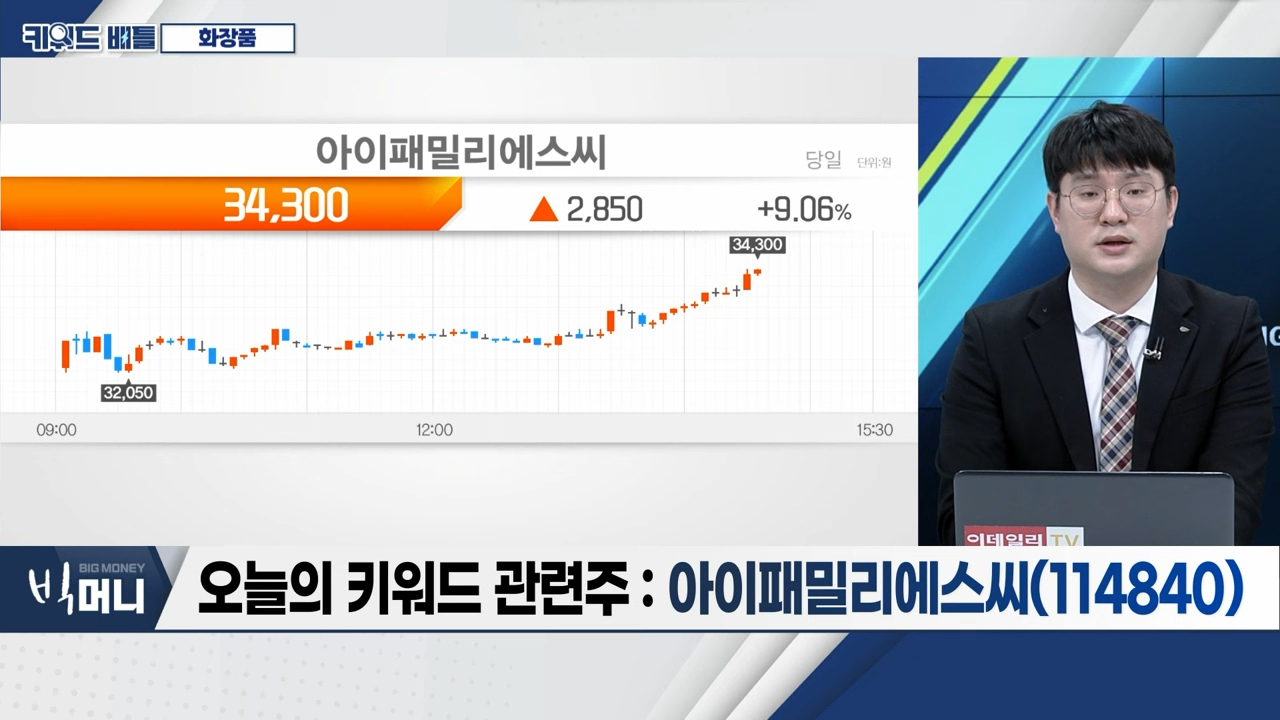 키워드 배틀 화장품
아이패밀리에스씨
당일 단위:원
34,300 ▲ 2,850 +9.06%
34,300
32,050
09:00 12:00 15:30
이데일리TV
BIG MONEY
빅머니
오늘의 키워드 관련주 : 아이패밀리에스씨(114840)